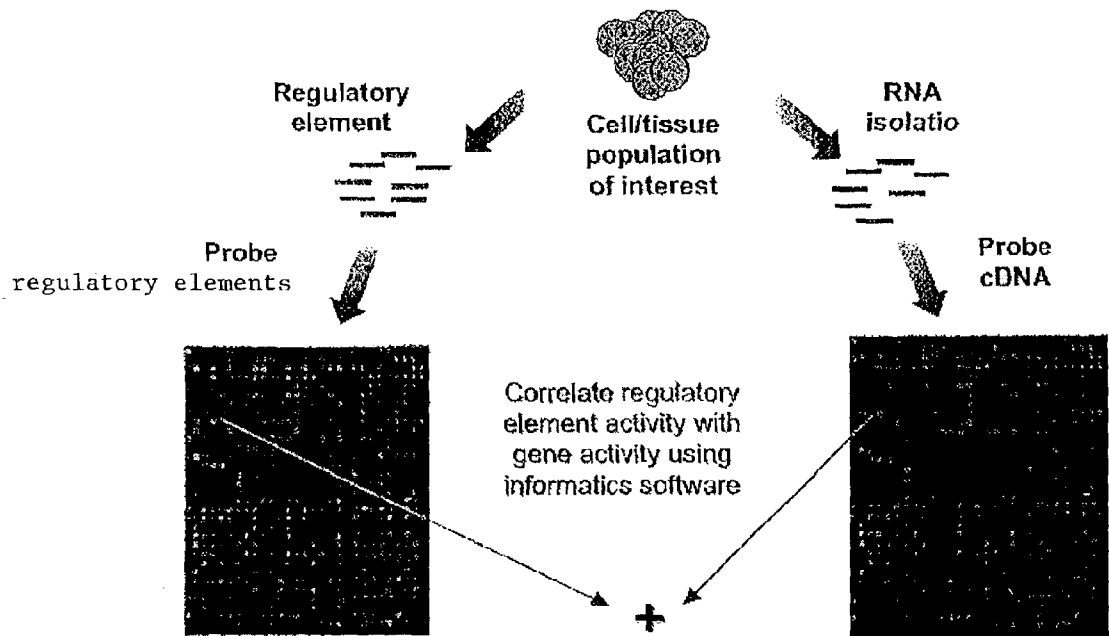 Regulatory
element
Cell/tissue
population
of interest
RNA
isolatio
Probe
regulatory elements
Probe
cDNA
Correlate regulatory
element activity with
gene activity using
informatics software
+